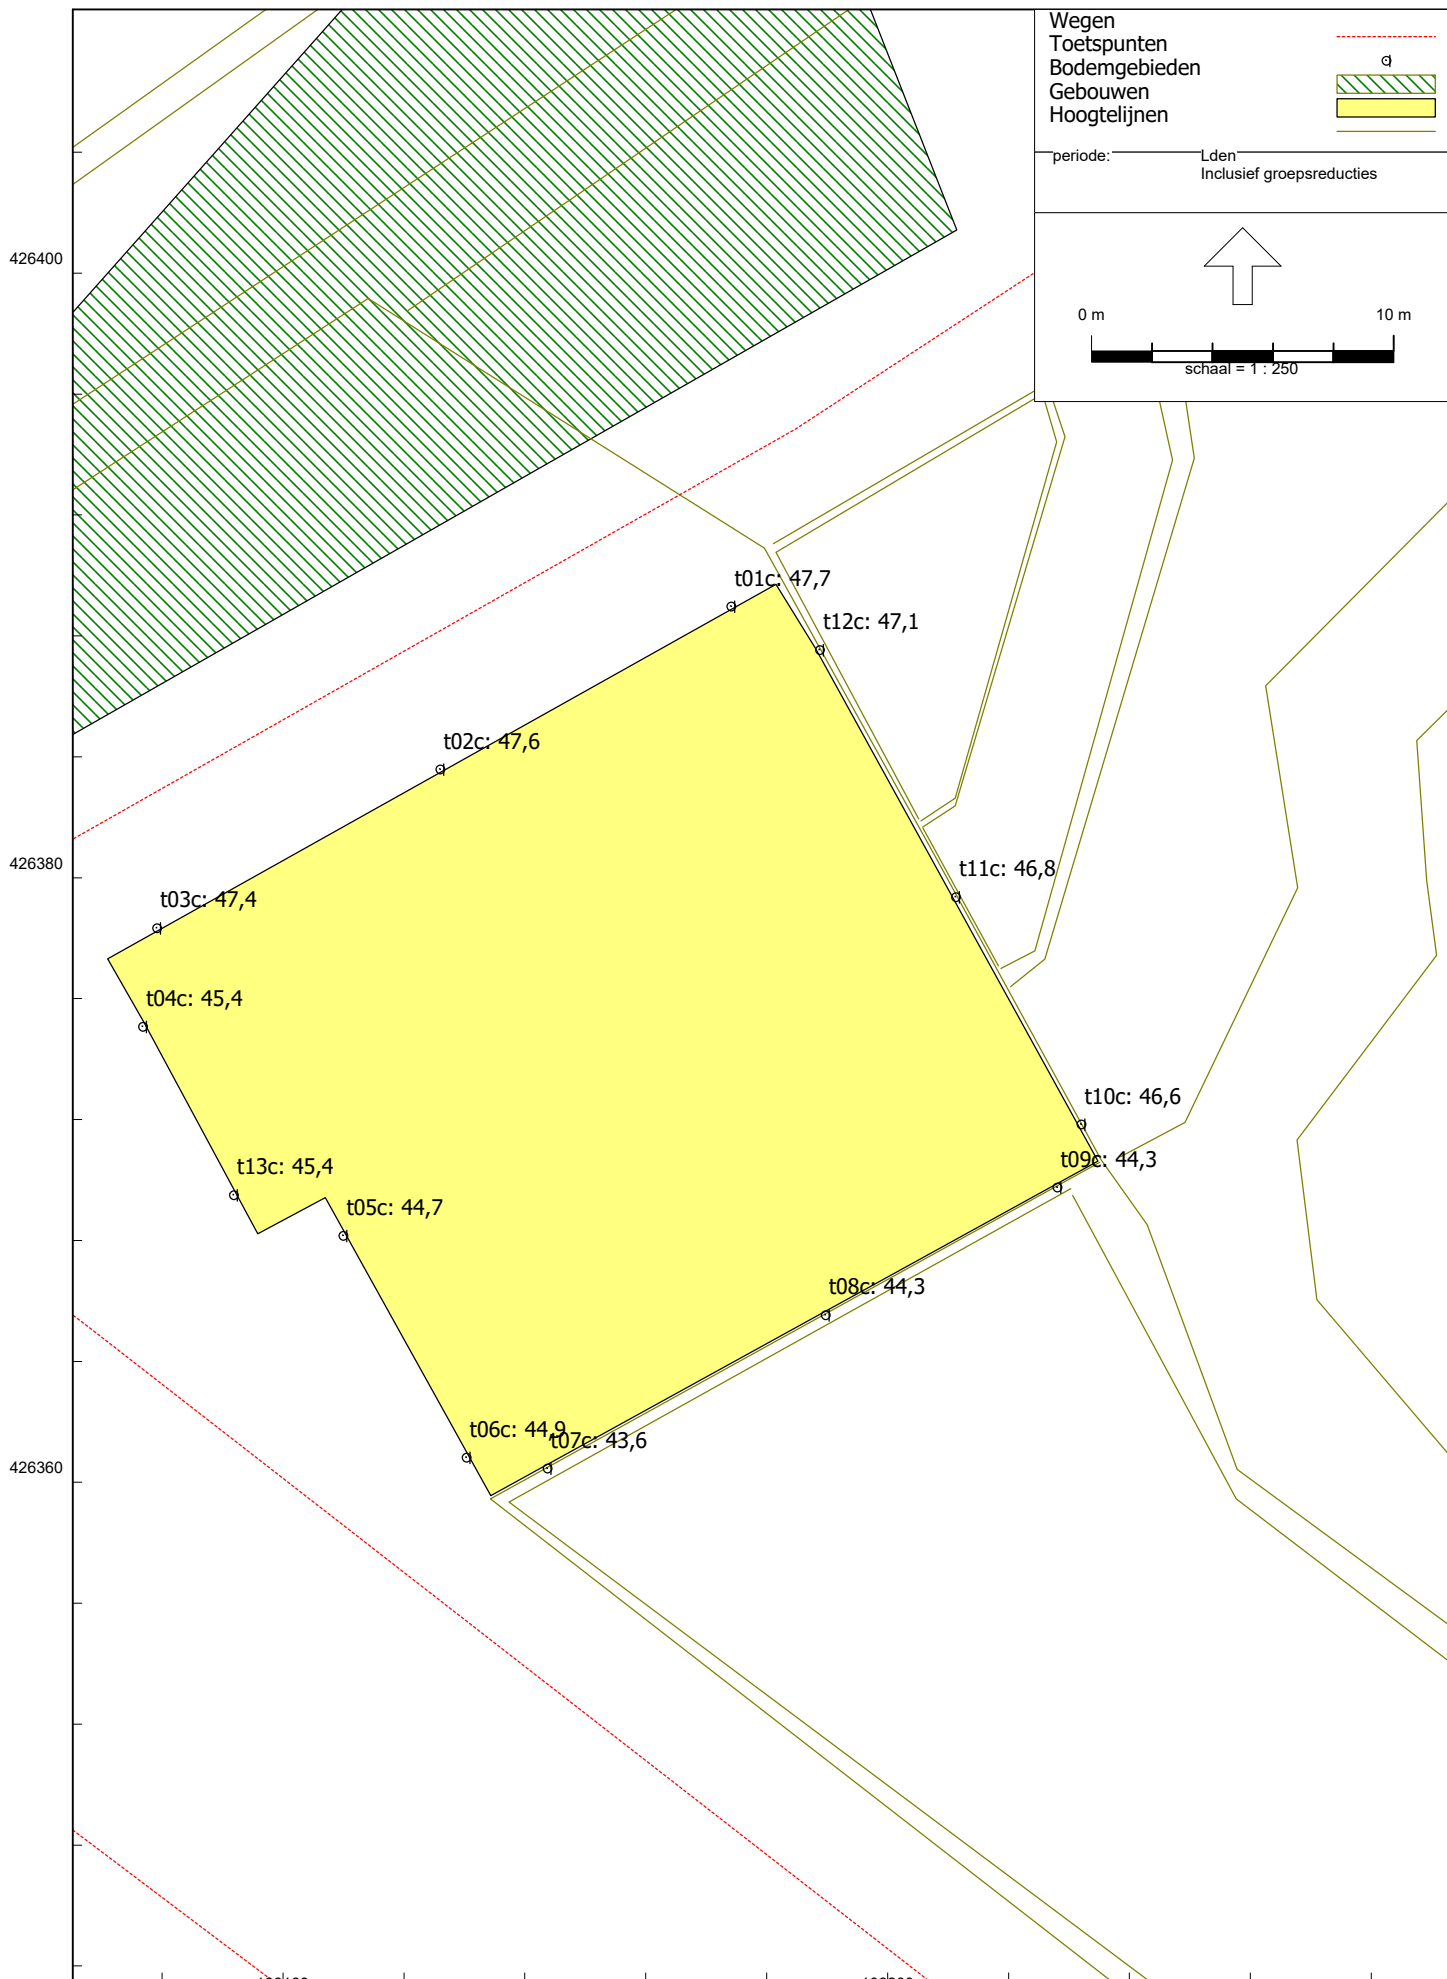 Wegen
Toetspunten
Bodemgebieden
Gebouwen
Hoogtelijnen
periode: Lden
Inclusief groepsreducties
426400
0 m 10 m
schaal = 1 : 250
t01c: 47,7
t12c: 47,1
t02c: 47,6
426380
t11c: 46,8
t03c: 47,4
t04c: 45,4
t10c: 46,6
t09c: 44,3
t13c: 45,4
t05c: 44,7
t08c: 44,3
t06c: 44,9
t07c: 43,6
426360